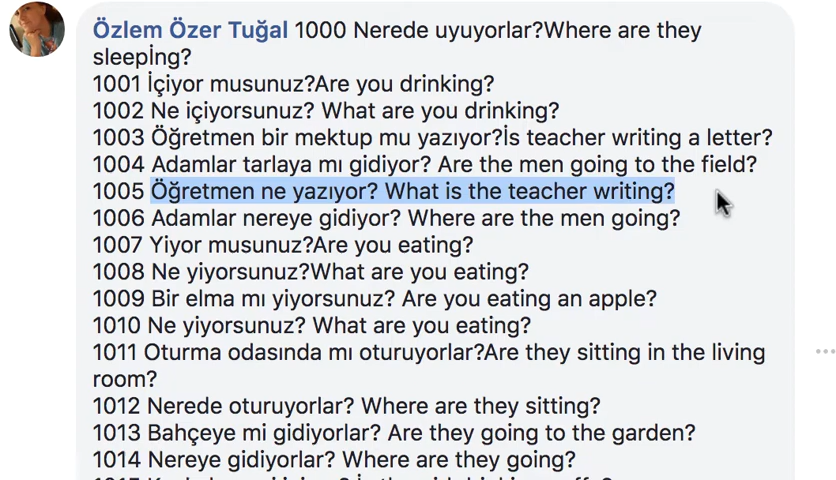 Özlem Özer Tuğal 1000 Nerede uyuyorlar?Where are they
sleepİng?
1001 İçiyor musunuz?Are you drinking?
1002 Ne içiyorsunuz? What are you drinking?
1003 Öğretmen bir mektup mu yazıyor?İs teacher writing a letter?
1004 Adamlar tarlaya mı gidiyor? Are the men going to the field?
1005 Öğretmen ne yazıyor? What is the teacher writing?
1006 Adamlar nereye gidiyor? Where are the men going?
1007 Yiyor musunuz?Are you eating?
1008 Ne yiyorsunuz?What are you eating?
1009 Bir elma mı yiyorsunuz? Are you eating an apple?
1010 Ne yiyorsunuz? What are you eating?
1011 Oturma odasında mı oturuyorlar?Are they sitting in the living
room?
1012 Nerede oturuyorlar? Where are they sitting?
1013 Bahçeye mi gidiyorlar? Are they going to the garden?
1014 Nereye gidiyorlar? Where are they going?